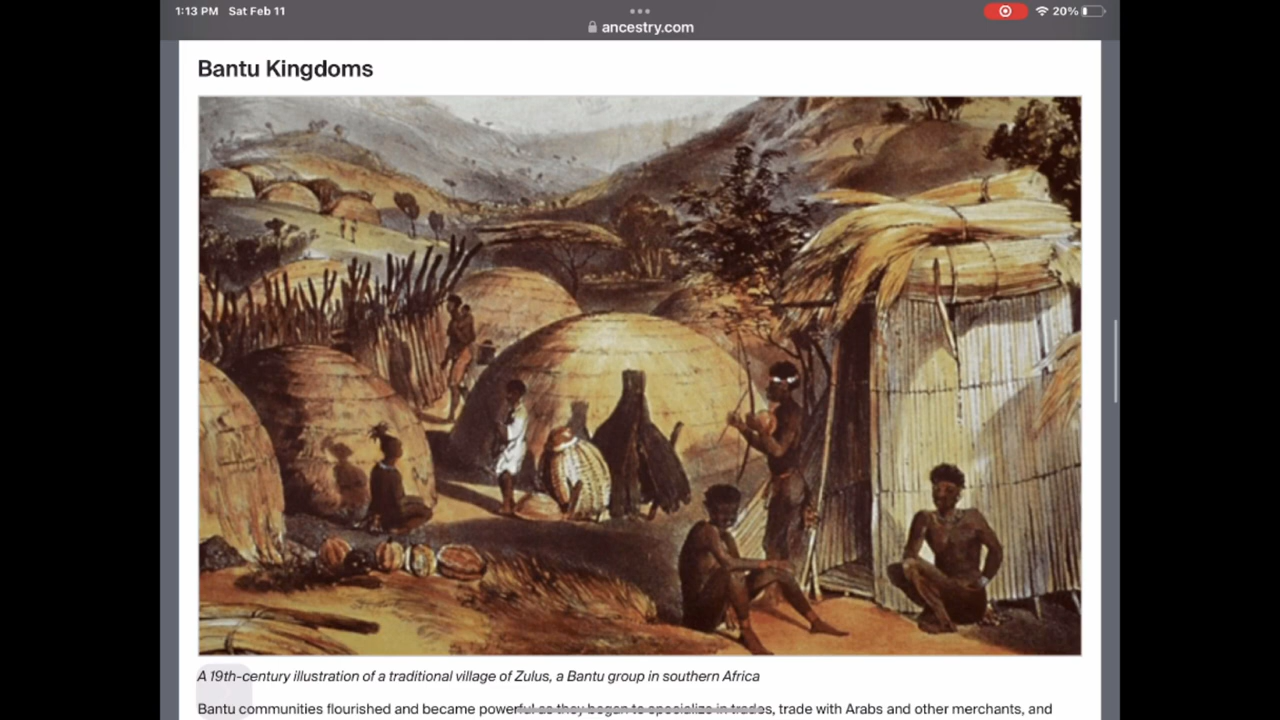 1:13 PM Sat Feb 11
20%
ancestry.com
Bantu Kingdoms
A 19th-century illustration of a traditional village of Zulus, a Bantu group in southern Africa
Bantu communities flourished and became powerful as they began to specialize in trades, trade with Arabs and other merchants, and